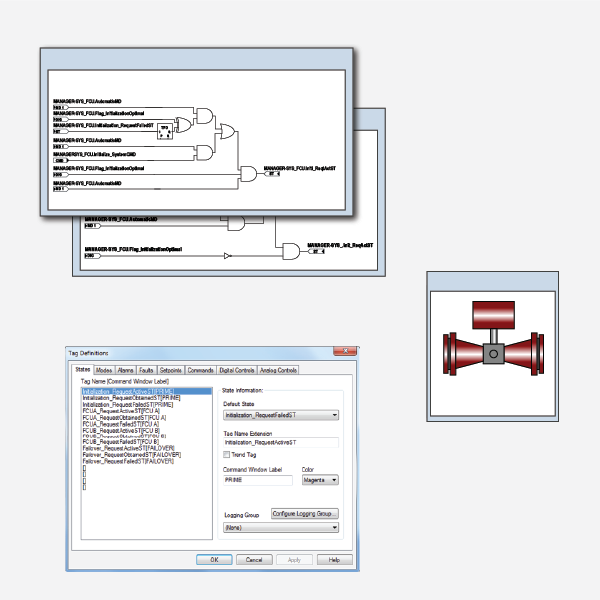 MANAGER-SYS_FCU.AutomaticMD
MANAGER-SYS_FCU.Flag_InitializationOptimal
MANAGER-SYS_FCU.Initialization_RequestFailedST
MANAGER-SYS_FCU.AutomaticMD
MANAGER-SYS_FCU.Initialize_SystemCMD
MANAGER-SYS_FCU.Flag_InitializationOptimal
MANAGER-SYS_FCU.InitS_ReqActST
MANAGER-SYS_FCU.AutomaticMD
MANAGER-SYS_FCU.AutomaticMD
MANAGER-SYS_.InitS_ReqActST
MANAGER-SYS_FCU.Flag_InitializationOptimal
Tag Definitions
States Modes Alarms Faults Setpoints Commands Digital Controls Analog Controls
Tag Name [Command Window Label]
Initialization_RequestActiveST[PRIME]
Initialization_RequestObtainedST[PRIME]
Initialization_RequestFailedST[PRIME]
FCUA_RequestActiveST[FCU A]
FCUA_RequestObtainedST[FCU A]
FCUA_RequestFailedST[FCU A]
FCUB_RequestActiveST[FCU B]
FCUB_RequestObtainedST[FCU B]
FCUB_RequestFailedST[FCU B]
Failover_RequestActiveST[FAILOVER]
Failover_RequestObtainedST[FAILOVER]
Failover_RequestFailedST[FAILOVER]
[]
[]
[]
[]
State Information:
Default State
Initialization_RequestFailedST
Tag Name Extension
Initialization_RequestActiveST
Trend Tag
Command Window Label Color
PRIME Magenta
Logging Group Configure Logging Group...
(None)
OK Cancel Apply Help